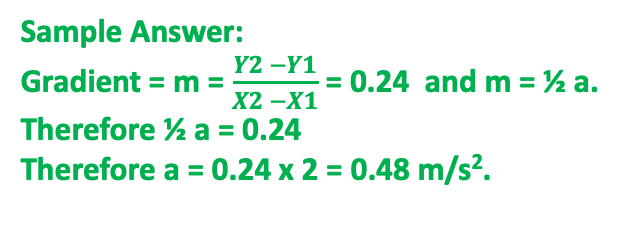 Sample Answer:
Gradient = m = Y2 –Y1 / X2 –X1 = 0.24 and m = ½ a.
Therefore ½ a = 0.24
Therefore a = 0.24 x 2 = 0.48 m/s².